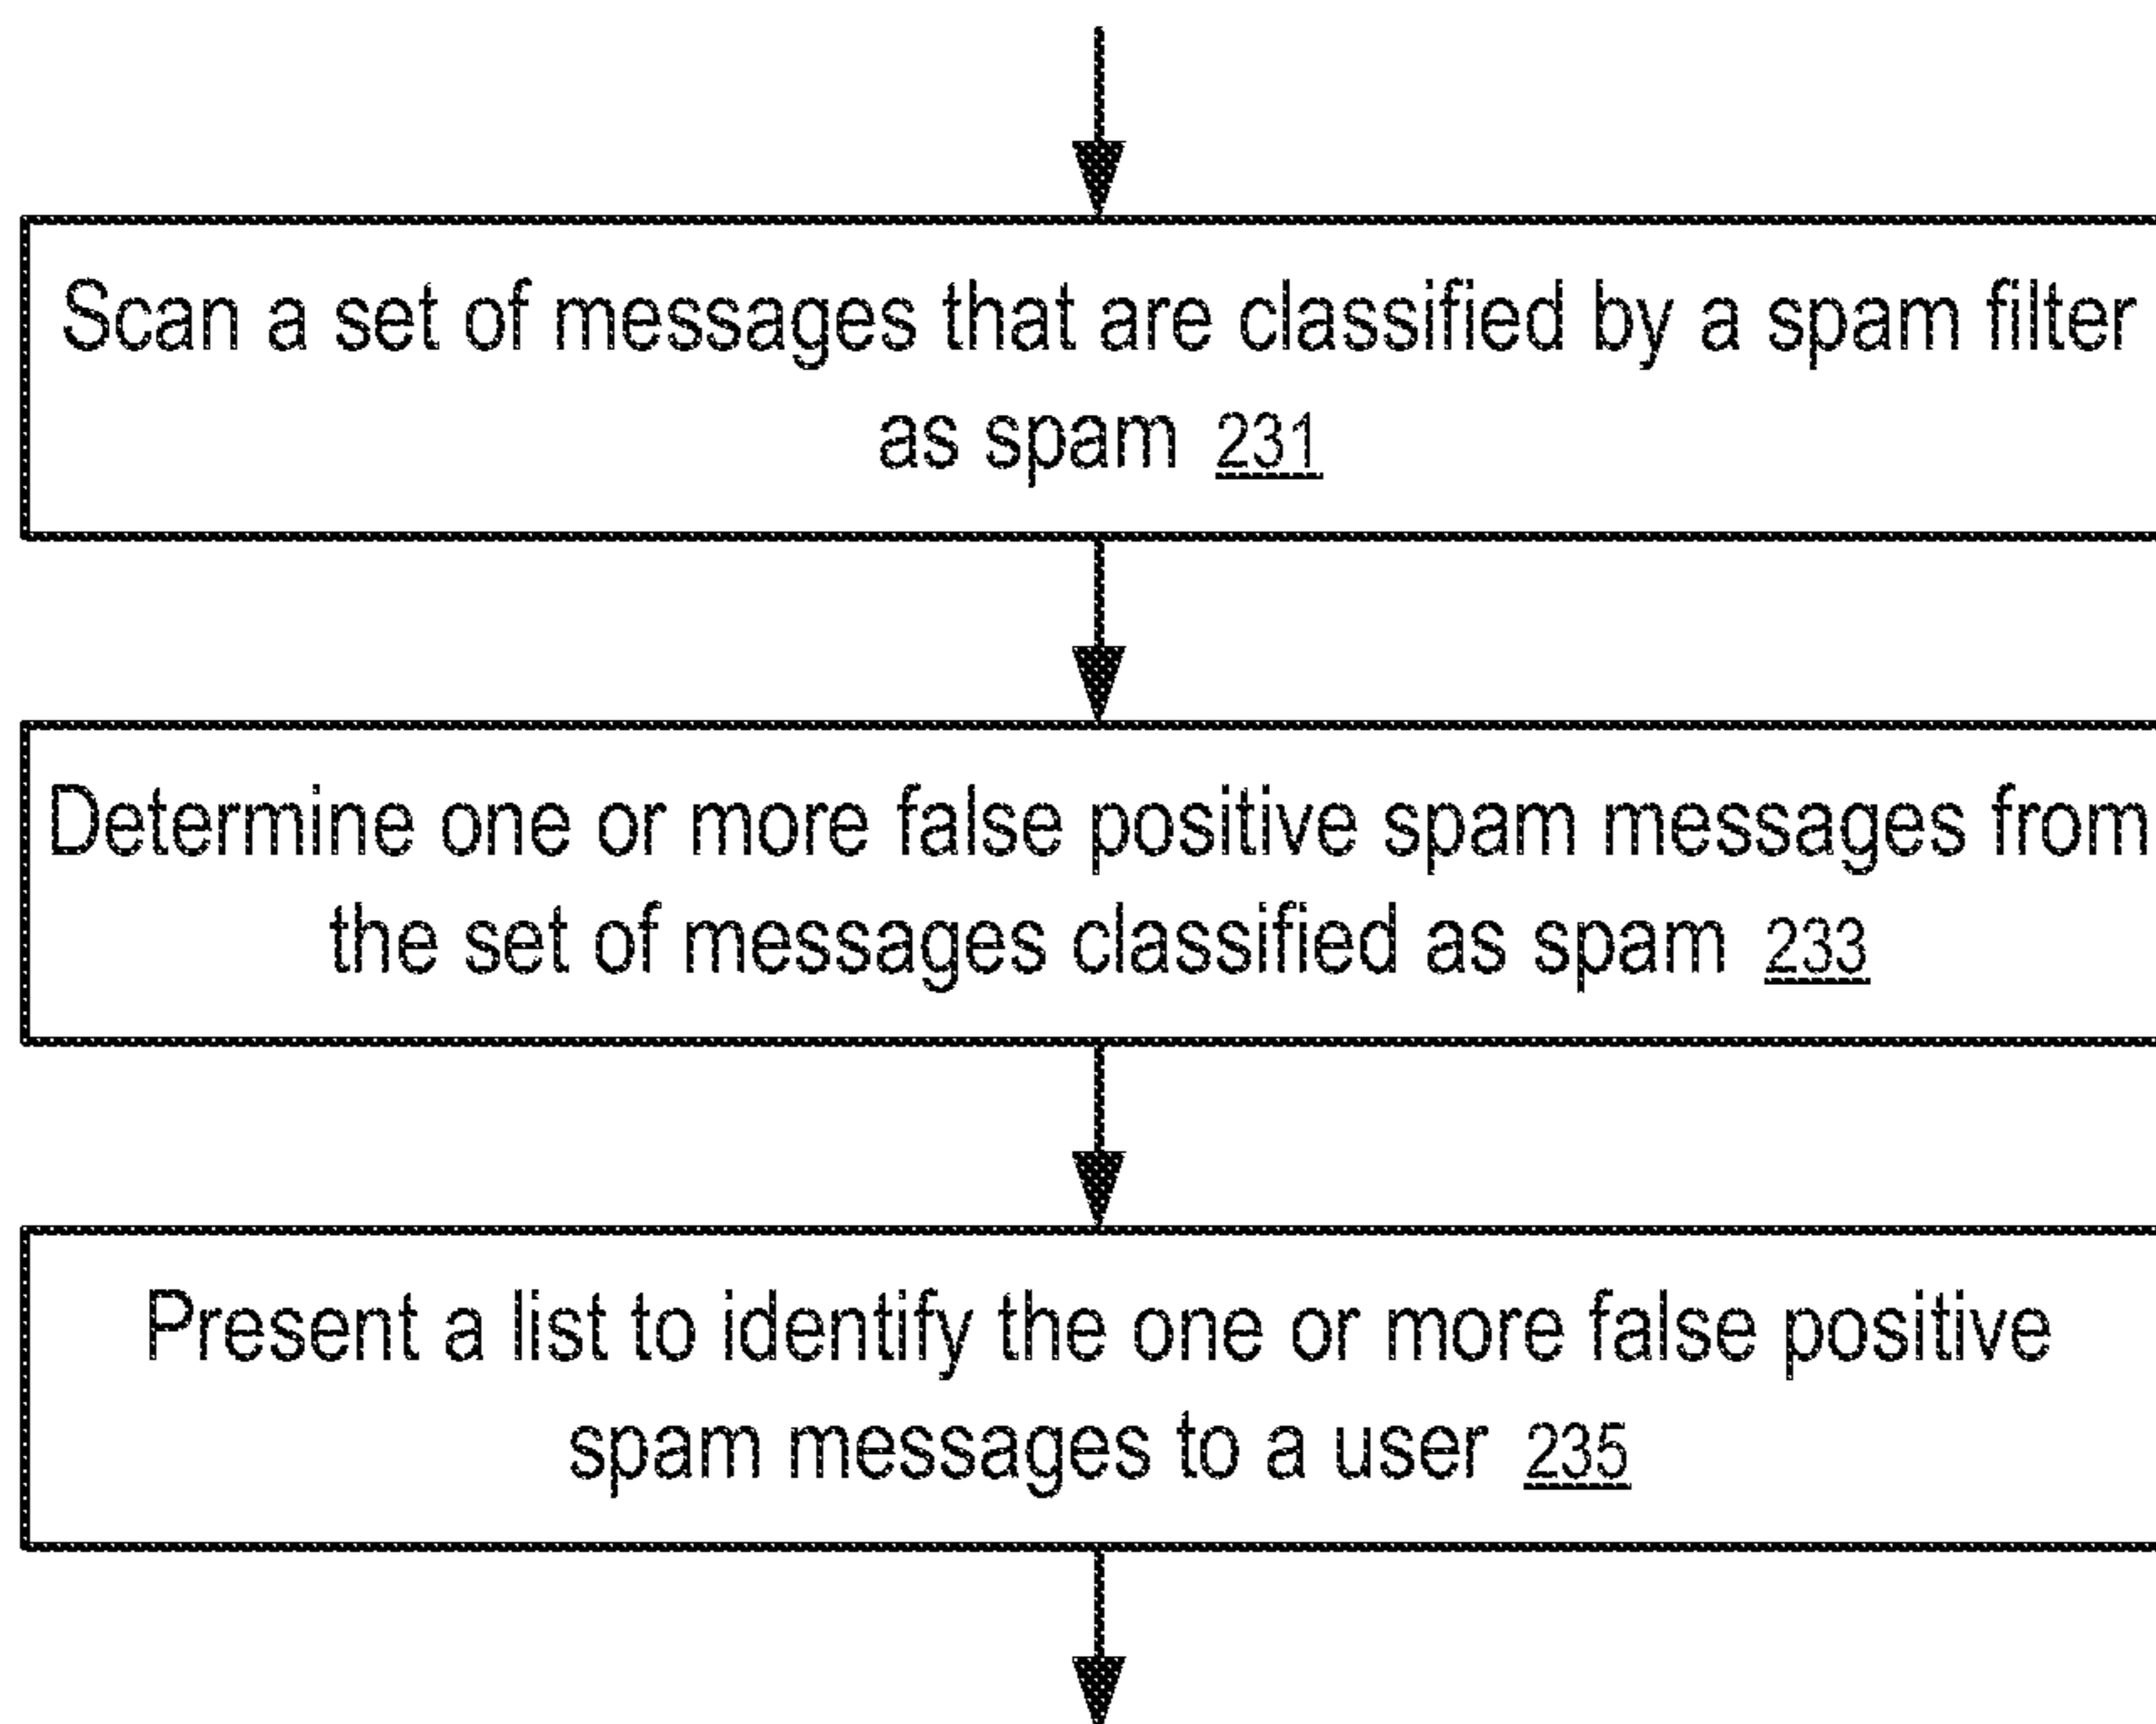 Scan a set of messages that are classified by a spam filter
as spam 231
Determine one or more false positive spam messages from
the set of messages classified as spam 233
Present a list to identify the one or more false positive
spam messages to a user 235